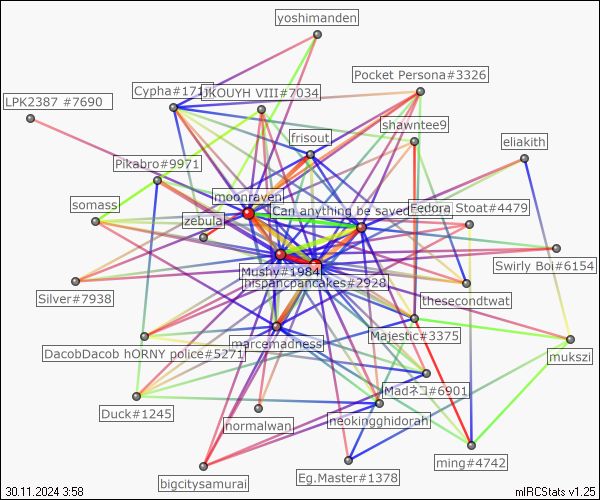 yoshimanden
Pocket Persona#3326
Cypha#171
JKOUYH VIII#7034
LPK2387 #7690
shawntee9
frisout
eliakith
Pikabro#9971
moonraven
somass
Can anything be saved
Fedora Stoat#4479
zebula
Swirly Boi#6154
Mushy#1984
hispancpancakes#2928
Silver#7938
thesecondtwat
marcemadness
Majestic#3375
DacobDacob hORNY police#5271
mukszi
Madネコ#6901
Duck#1245
neokingghidorah
normalwan
ming#4742
Eg.Master#1378
bigcitysamurai
30.11.2024 3:58
mIRCStats v1.25